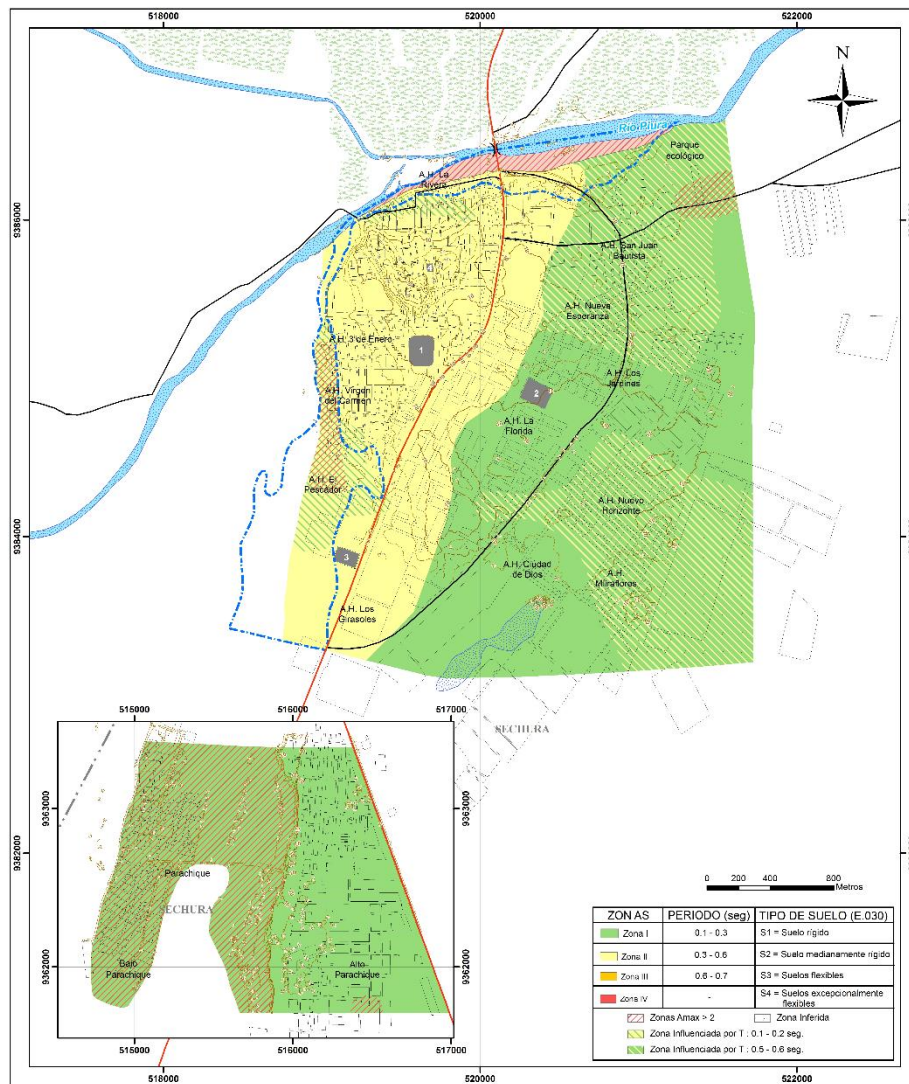 518000 520000 522000
N
Río Piura
Parque
ecológico
A.H. La
Rivera
9386000
A.H. San Juan
Bautista
A.H. Nueva
Esperanza
A.H. 3 de Enero
1
4
A.H. Los
Jardines
2
A.H. Virgen
del Carmen
A.H. La
Florida
A.H. El
Pescador
A.H. Nuevo
Horizonte
9384000
3
A.H. Ciudad
de Dios
A.H.
Miraflores
A.H. Los
Girasoles
SECHURA
515000 516000 517000
9363000
9382000
Parachique
SECHURA
Bajo
Parachique
Alto
Parachique
9362000
515000 516000 517000
0 200 400 800
Metros
ZONAS PERIODO (seg) TIPO DE SUELO (E.030)
Zona I 0.1 - 0.3 S1 = Suelo rígido
Zona II 0.3 - 0.6 S2 = Suelo medianamente rígido
Zona III 0.6 - 0.7 S3 = Suelos flexibles
Zona IV - S4 = Suelos excepcionalmente
flexibles
Zonas Amax > 2 Zona Inferida
Zona Influenciada por T : 0.1 - 0.2 seg.
Zona Influenciada por T : 0.5 - 0.6 seg.
518000 520000 522000